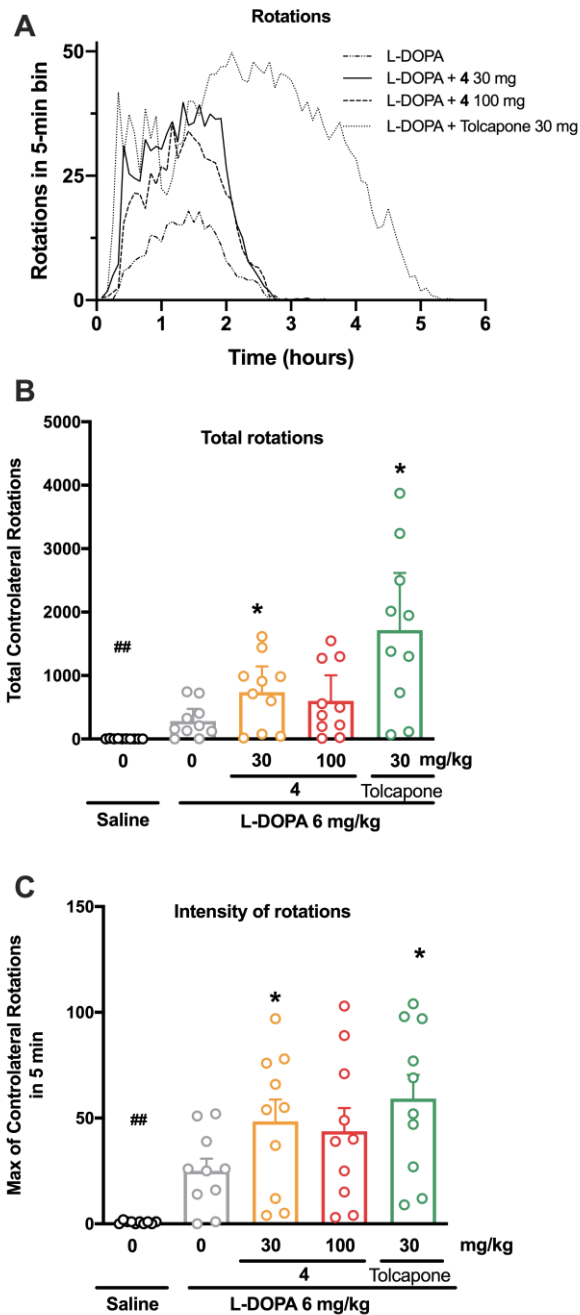 A
Rotations
50
25
0
Rotations in 5-min bin
0 1 2 3 4 5 6
Time (hours)
L-DOPA
L-DOPA + 4 30 mg
L-DOPA + 4 100 mg
L-DOPA + Tolcapone 30 mg
B
Total rotations
5000
4000
3000
2000
1000
0
Total Controlateral Rotations
##
*
*
0 0 30 100 30 mg/kg
4 Tolcapone
Saline L-DOPA 6 mg/kg
C
Intensity of rotations
150
100
50
0
Max of Controlateral Rotations
in 5 min
##
*
*
0 0 30 100 30 mg/kg
4 Tolcapone
Saline L-DOPA 6 mg/kg